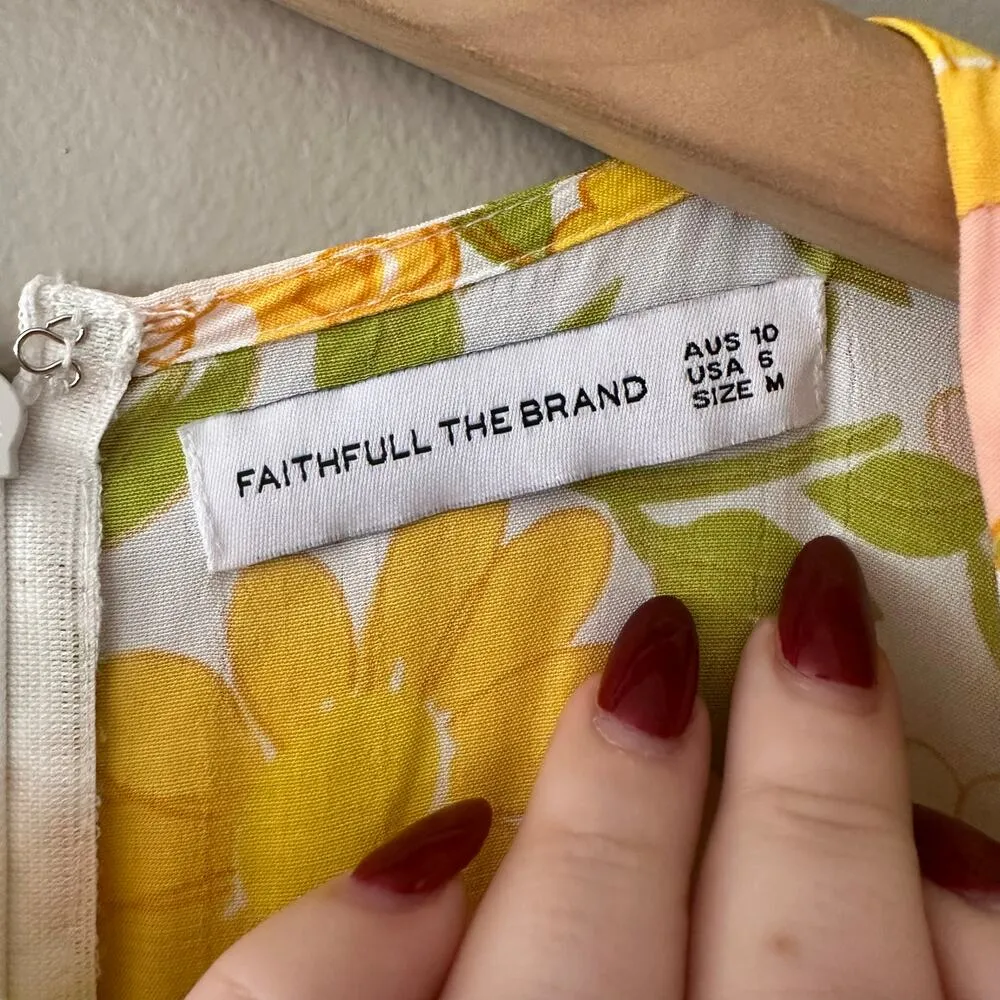 FAITHFULL THE BRAND
AUS 10
USA 6
SIZE M